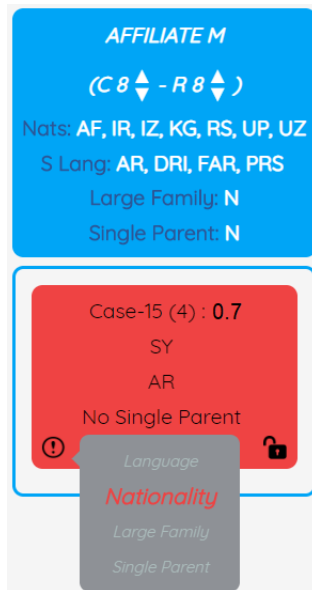 AFFILIATE M
(C 8 - R 8 )
Nats: AF, IR, IZ, KG, RS, UP, UZ
S Lang: AR, DRI, FAR, PRS
Large Family: N
Single Parent: N
Case-15 (4) : 0.7
SY
AR
No Single Parent
Language
Nationality
Large Family
Single Parent